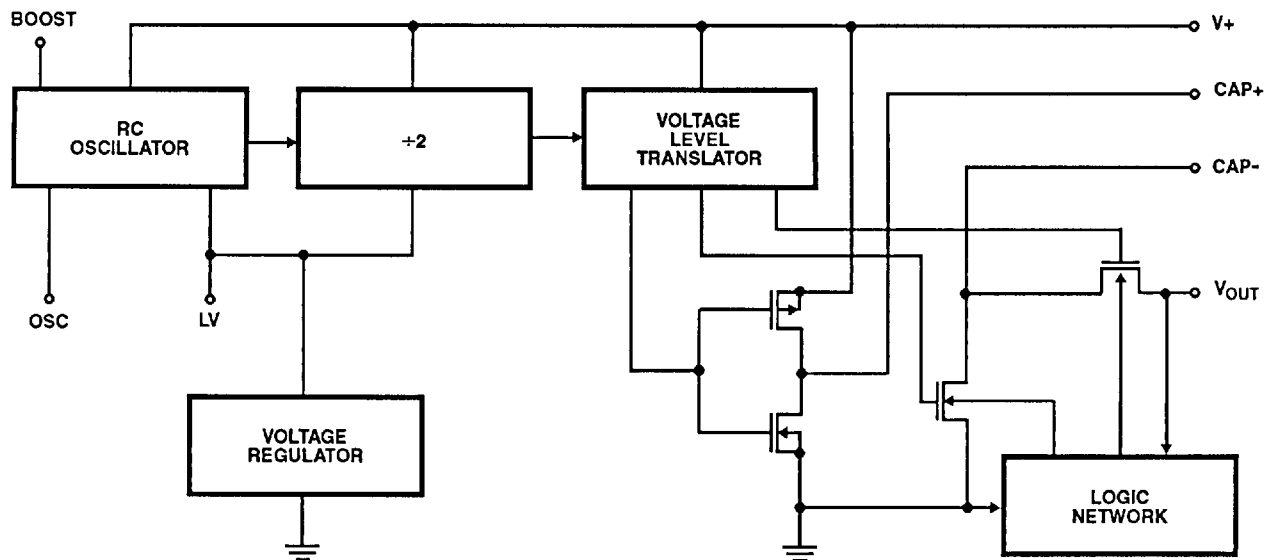 BOOST
V+
CAP+
RC
OSCILLATOR
÷2
VOLTAGE
LEVEL
TRANSLATOR
CAP-
OSC
LV
VOUT
VOLTAGE
REGULATOR
LOGIC
NETWORK